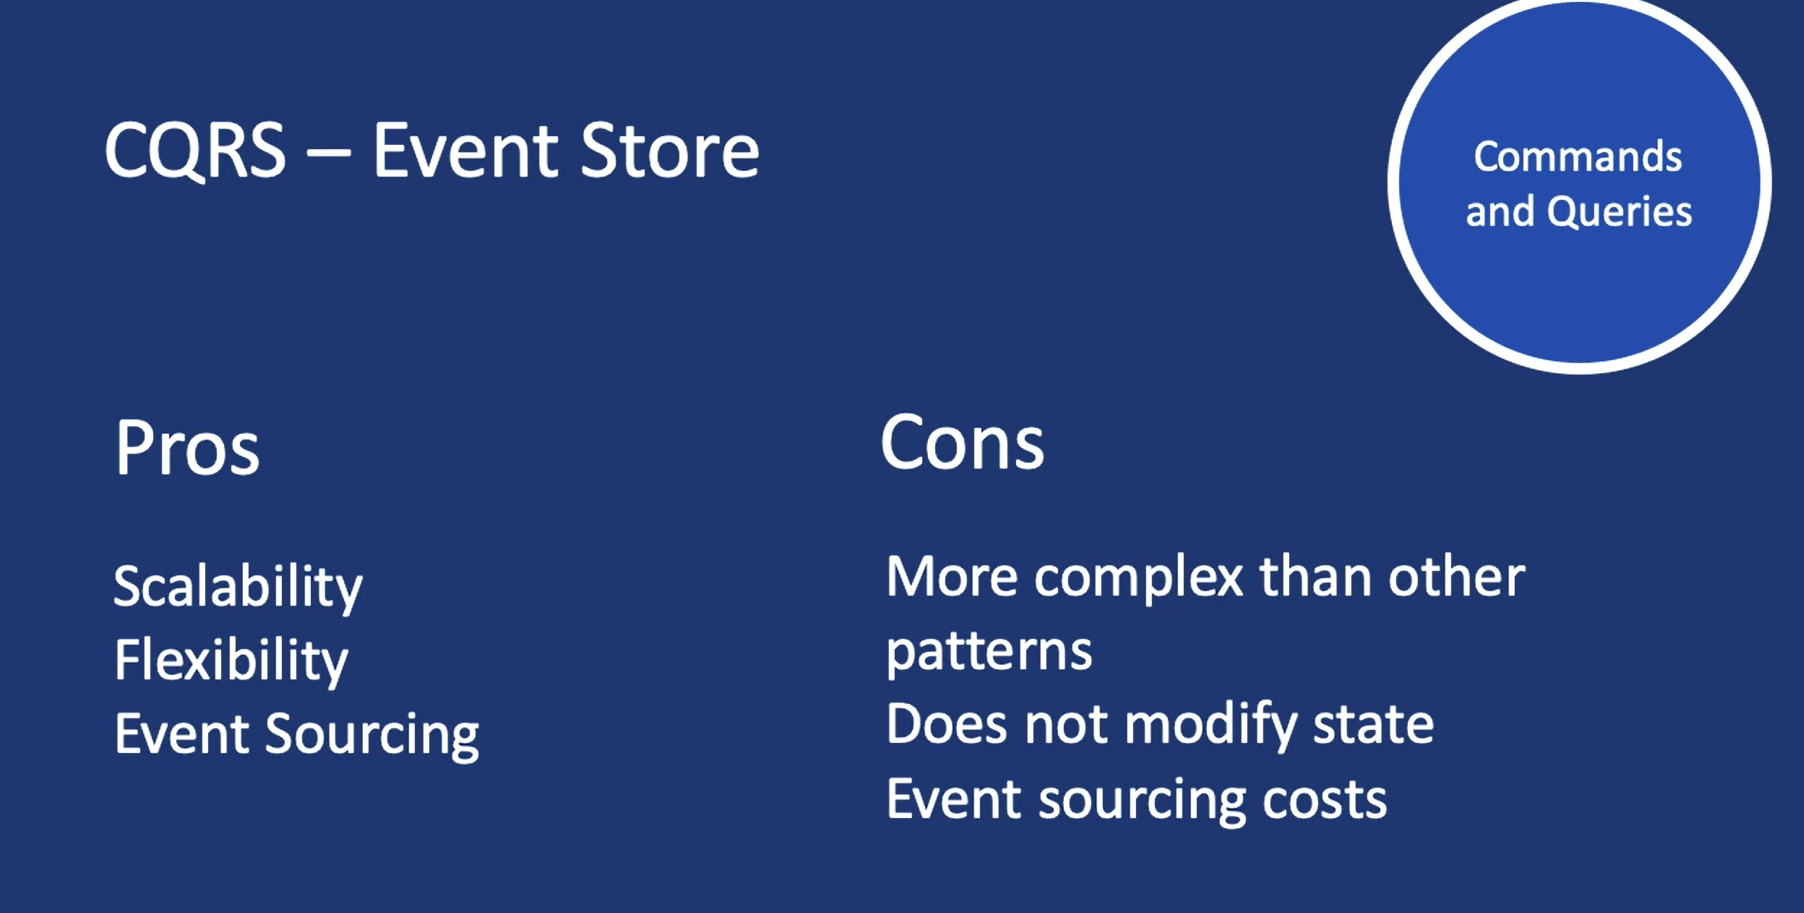 CQRS – Event Store
Commands
and Queries
Pros
Scalability
Flexibility
Event Sourcing
Cons
More complex than other
patterns
Does not modify state
Event sourcing costs